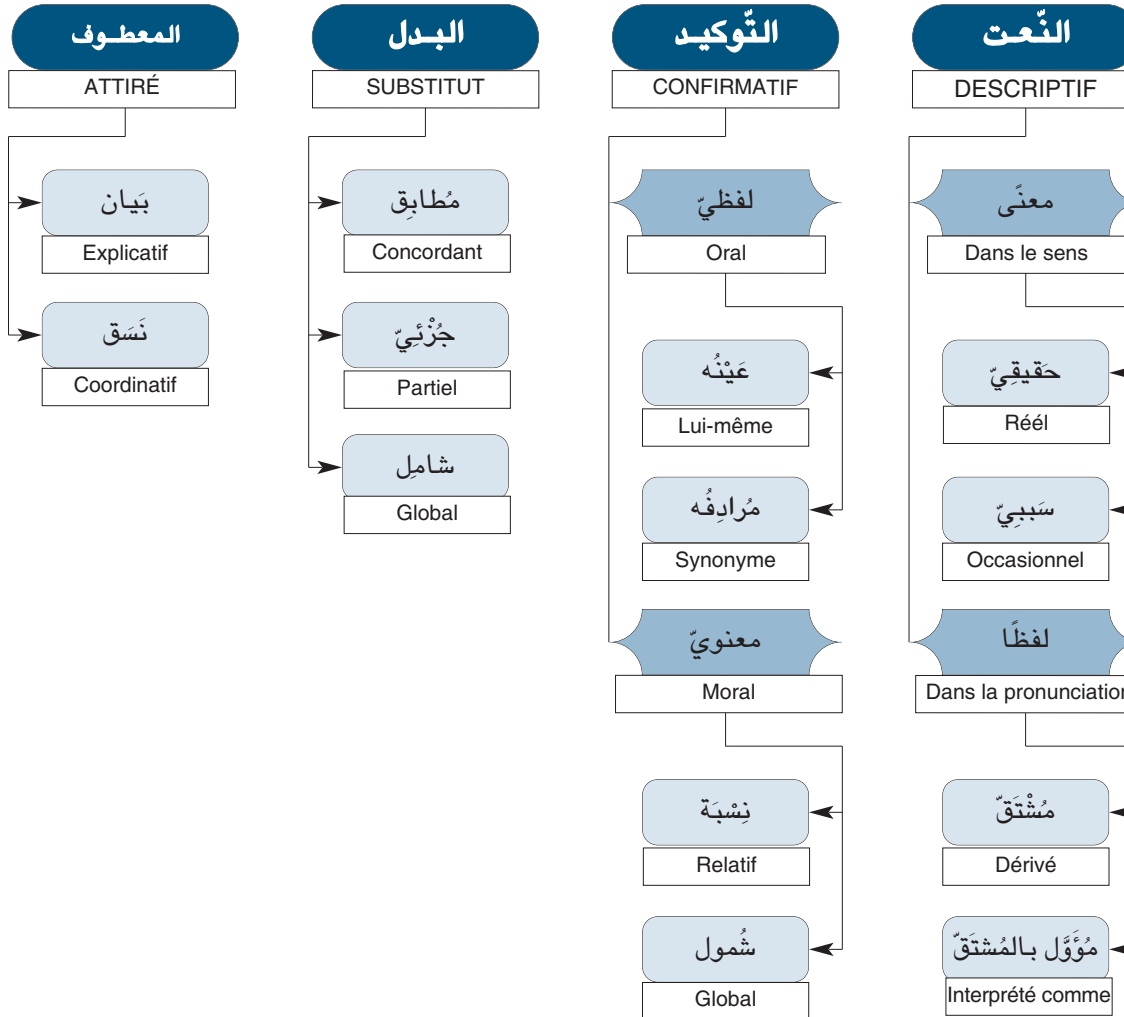 النّعت
DESCRIPTIF
معنًى
Dans le sens
حَقيقِيّ
Réél
سَببِيّ
Occasionnel
لفظًا
Dans la pronunciation
مُشْتَقّ
Dérivé
مُؤَوَّل بالمُشتَقّ
Interprété comme
التّوكيد
CONFIRMATIF
لفظيّ
Oral
عَيْنُه
Lui-même
مُرادِفُه
Synonyme
معنويّ
Moral
نِسْبَة
Relatif
شُمول
Global
البدل
SUBSTITUT
مُطابِق
Concordant
جُزْئِيّ
Partiel
شامِل
Global
المعطوف
ATTIRÉ
بَيان
Explicatif
نَسَق
Coordinatif